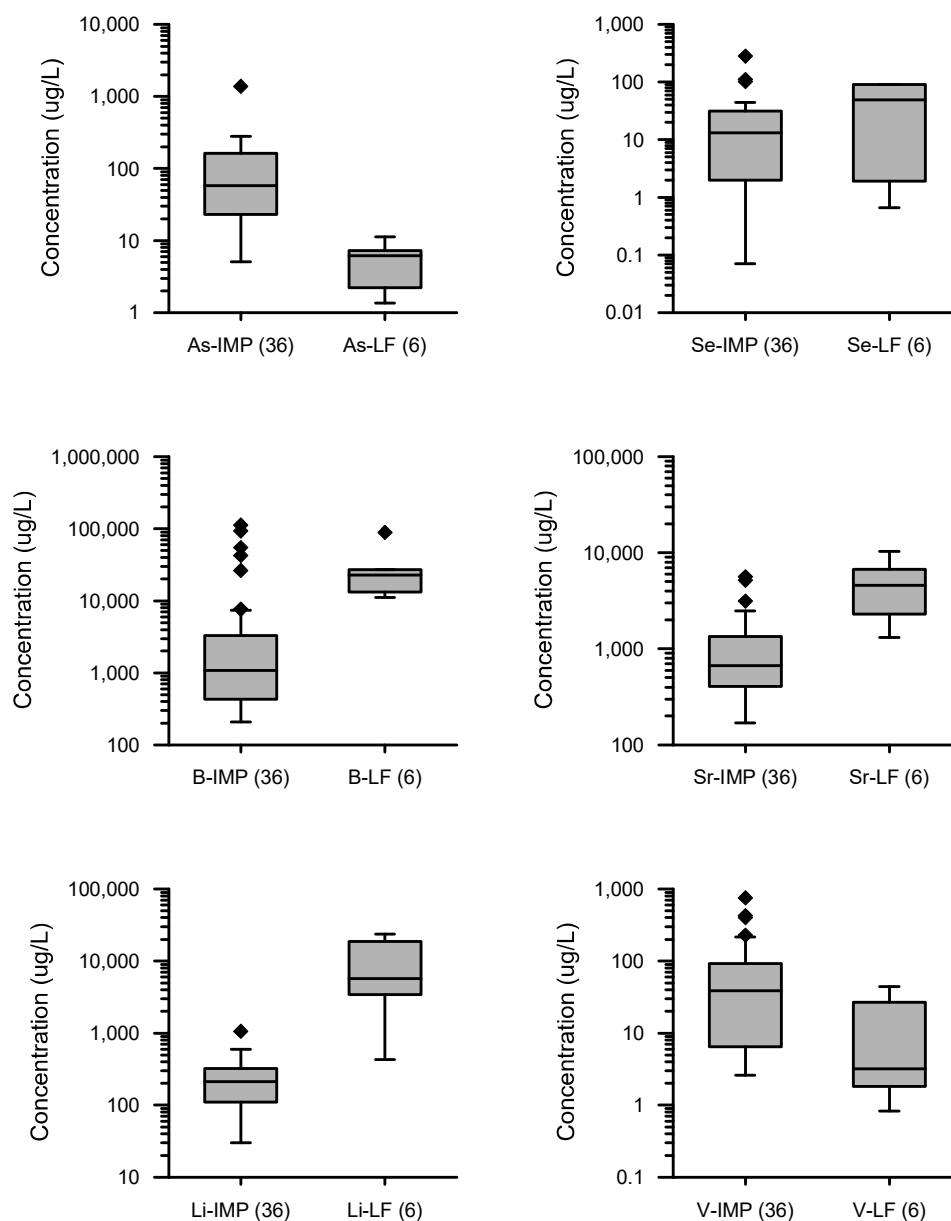 10,000
1,000
100
10
1
Concentration (ug/L)
As-IMP (36) As-LF (6)
1,000
100
10
1
0.1
0.01
Concentration (ug/L)
Se-IMP (36) Se-LF (6)
1,000,000
100,000
10,000
1,000
100
Concentration (ug/L)
B-IMP (36) B-LF (6)
100,000
10,000
1,000
100
Concentration (ug/L)
Sr-IMP (36) Sr-LF (6)
100,000
10,000
1,000
100
10
Concentration (ug/L)
Li-IMP (36) Li-LF (6)
1,000
100
10
1
0.1
Concentration (ug/L)
V-IMP (36) V-LF (6)